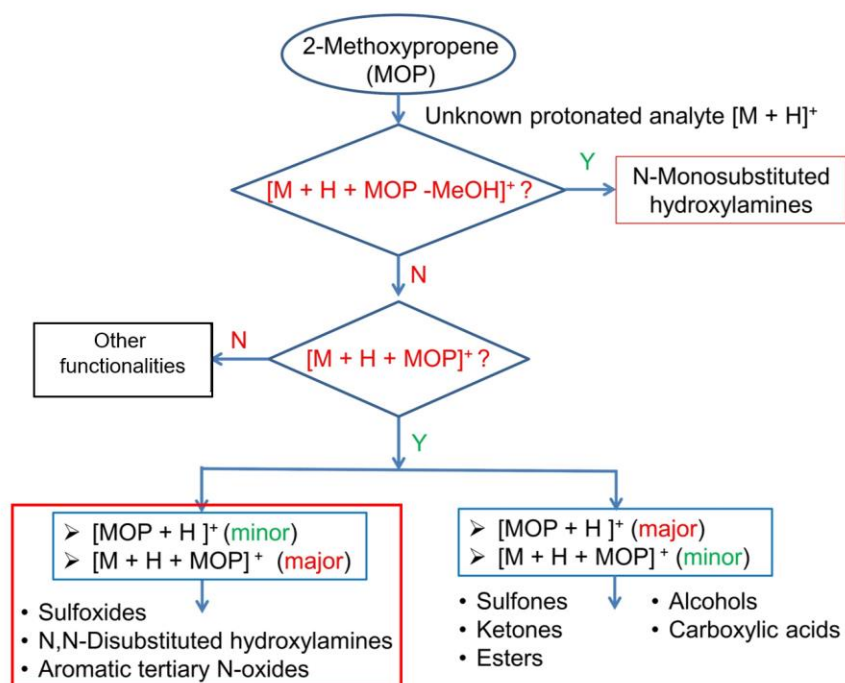 2-Methoxypropene
(MOP)
Unknown protonated analyte [M + H]⁺
[M + H + MOP -MeOH]⁺ ?
Y
N-Monosubstituted
hydroxylamines
N
Other
functionalities
N
[M + H + MOP]⁺ ?
Y
➢ [MOP + H ]⁺ (minor)
➢ [M + H + MOP] ⁺ (major)
• Sulfoxides
• N,N-Disubstituted hydroxylamines
• Aromatic tertiary N-oxides
➢ [MOP + H ]⁺ (major)
➢ [M + H + MOP] ⁺ (minor)
• Sulfones
• Ketones
• Esters
• Alcohols
• Carboxylic acids